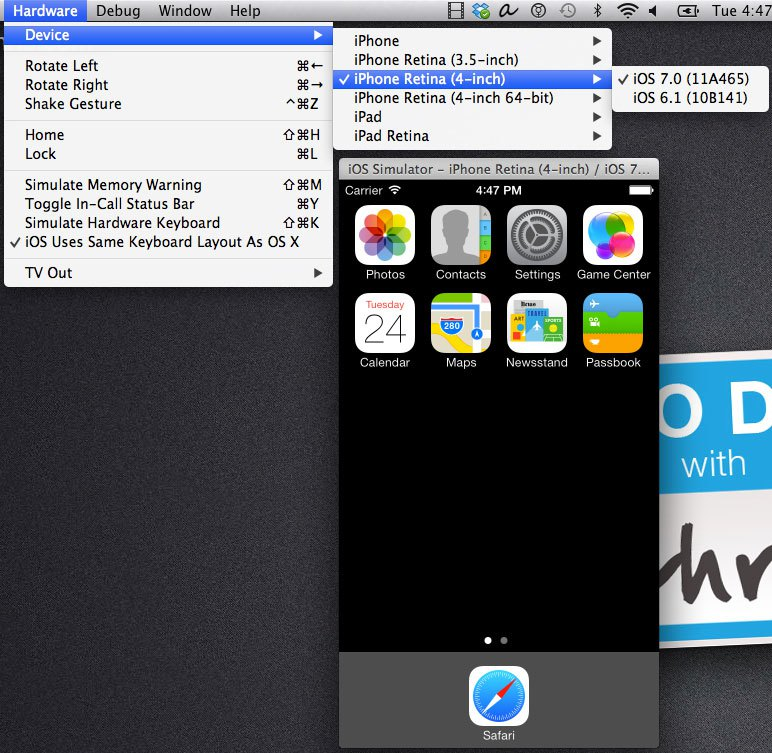 Hardware Debug Window Help Tue 4:47
Device
Rotate Left ⌘←
Rotate Right ⌘→
Shake Gesture ^⌘Z
Home ⇧⌘H
Lock ⌘L
Simulate Memory Warning ⇧⌘M
Toggle In-Call Status Bar ⌘Y
Simulate Hardware Keyboard ⇧⌘K
✓ iOS Uses Same Keyboard Layout As OS X
TV Out
iPhone
iPhone Retina (3.5-inch)
✓ iPhone Retina (4-inch)
iPhone Retina (4-inch 64-bit)
iPad
iPad Retina
✓ iOS 7.0 (11A465)
iOS 6.1 (10B141)
iOS Simulator – iPhone Retina (4-inch) / iOS 7...
Carrier 4:47 PM
A
B
C
D
Photos Contacts Settings Game Center
Tuesday
24
280
News
ART
TRAVEL
SPORTS
Calendar Maps Newsstand Passbook
Safari
O D
with
hr